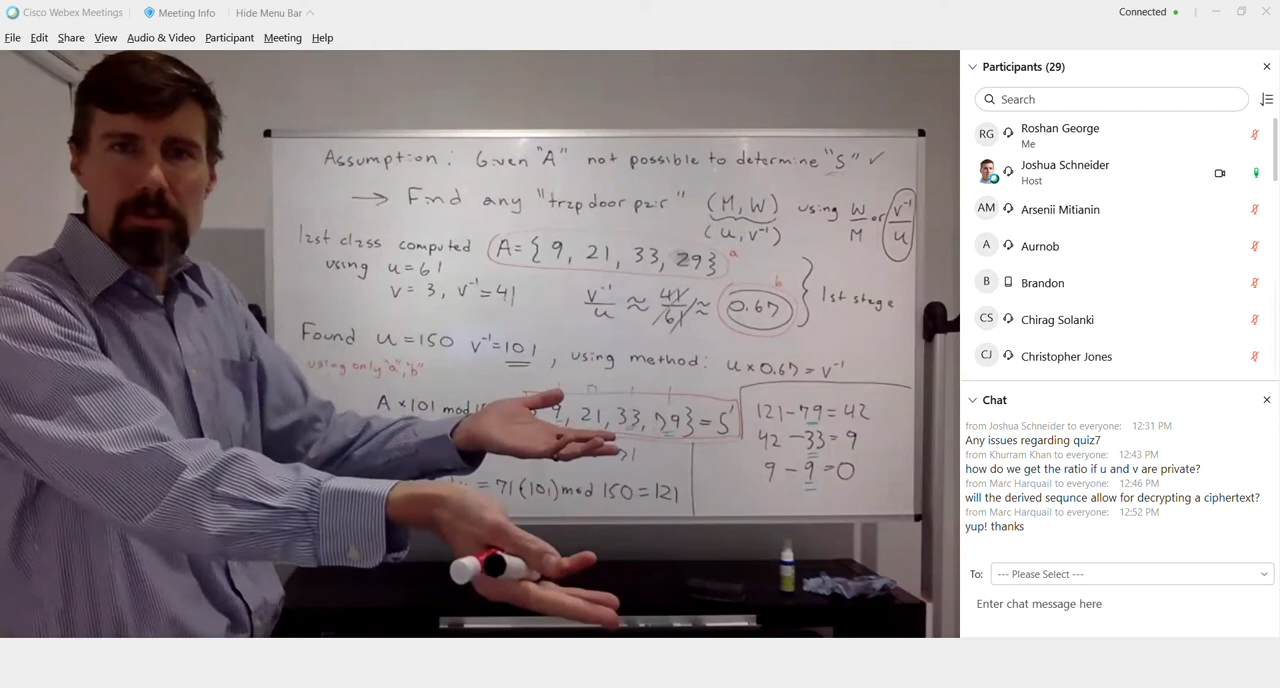 Cisco Webex Meetings
Meeting Info
Hide Menu Bar
Connected
File Edit Share View Audio & Video Participant Meeting Help
Assumption : Given "A" not possible to determine "S" ✓
→ Find any "trapdoor pair" (M, W) using W/M or v⁻¹/u
(u, v⁻¹)
last class computed A = { 9, 21, 33, 29} a
using u = 61
v = 3, v⁻¹ = 41
v⁻¹/u ≈ 41/61 ≈ 0.67 b
} 1st stage
Found u = 150 v⁻¹ = 101 , using method: u × 0.67 = v⁻¹
using only "a", "b"
A × 101 mod
9, 21, 33, 79} = S'
= 71 (101) mod 150 = 121
121 - 79 = 42
42 - 33 = 9
9 - 9 = 0
Participants (29)
Search
RG Roshan George
Me
Joshua Schneider
Host
AM Arsenii Mitianin
A Aurnob
B Brandon
CS Chirag Solanki
CJ Christopher Jones
Chat
from Joshua Schneider to everyone: 12:31 PM
Any issues regarding quiz7
from Khurram Khan to everyone: 12:43 PM
how do we get the ratio if u and v are private?
from Marc Harquail to everyone: 12:46 PM
will the derived sequnce allow for decrypting a ciphertext?
from Marc Harquail to everyone: 12:52 PM
yup! thanks
To: --- Please Select ---
Enter chat message here